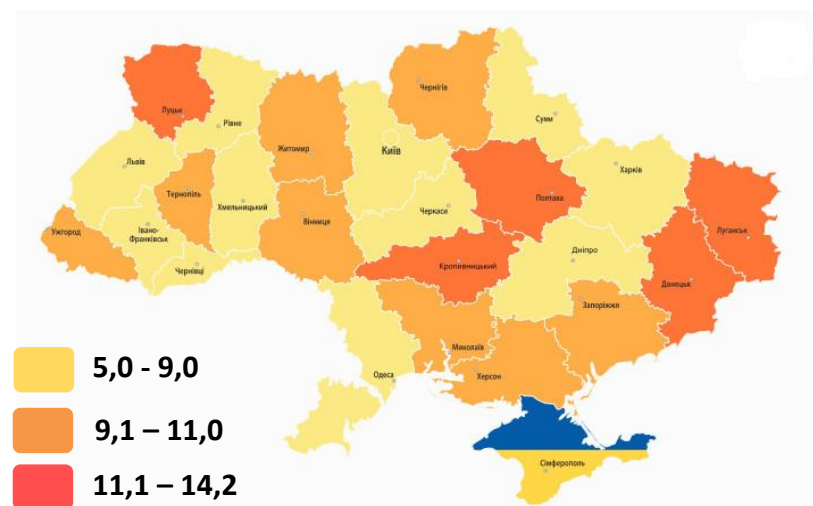 Чернігів
Луцьк
Рівне
Суми
Житомир
Київ
Львів
Харків
Тернопіль
Хмельницький
Полтава
Черкаси
Вінниця
Ужгород
Івано-
Франківськ
Луганськ
Чернівці
Дніпро
Кропивницький
Донецьк
Запоріжжя
Миколаїв
Одеса
Херсон
Сімферополь
5,0 - 9,0
9,1 – 11,0
11,1 – 14,2